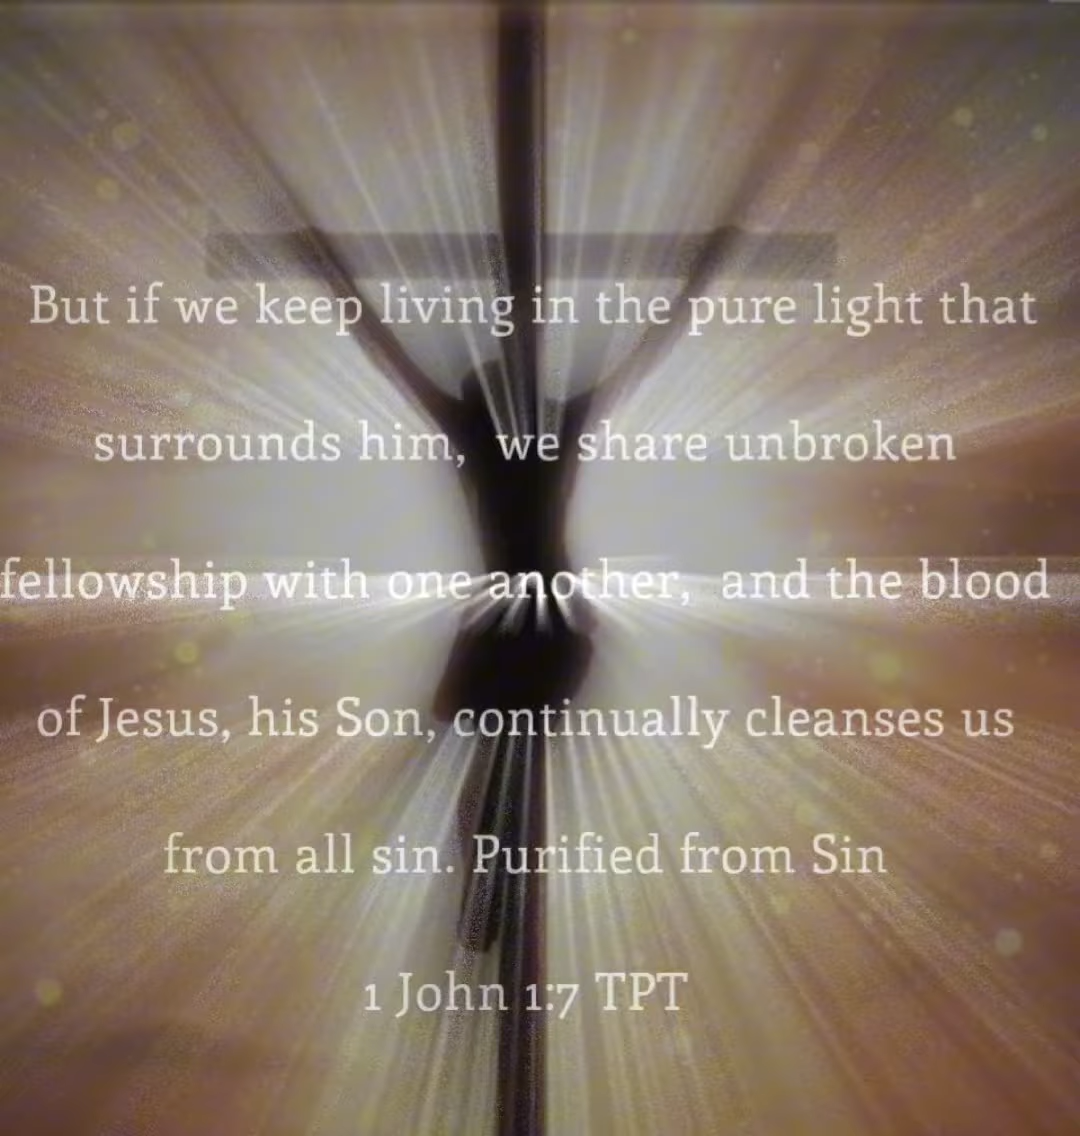 But if we keep living in the pure light that
surrounds him, we share unbroken
fellowship with one another, and the blood
of Jesus, his Son, continually cleanses us
from all sin. Purified from Sin
1 John 1:7 TPT